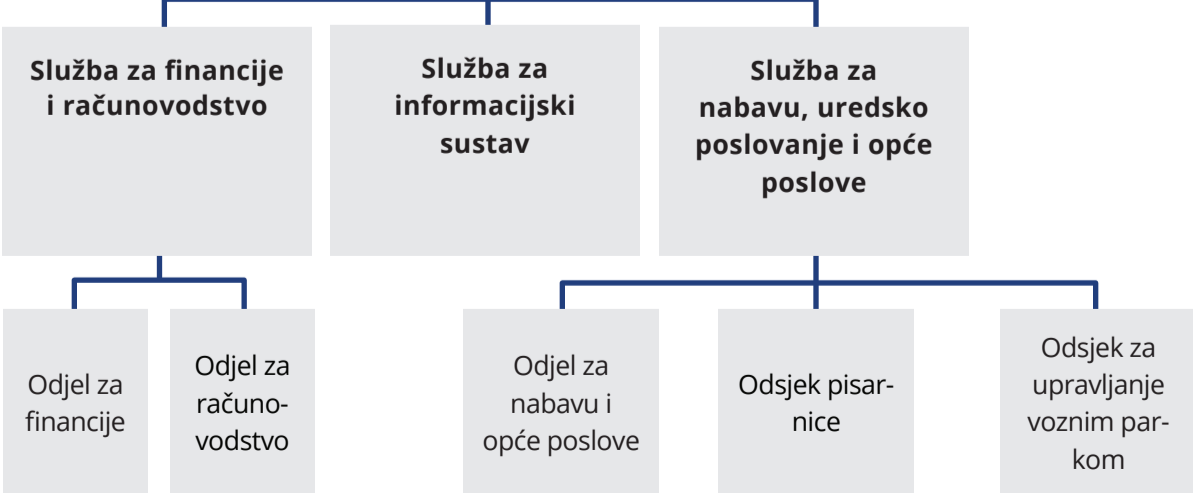 Služba za financije
i računovodstvo
Služba za
informacijski
sustav
Služba za
nabavu, uredsko
poslovanje i opće
poslove
Odjel za
financije
Odjel za
računo-
vodstvo
Odjel za
nabavu i
opće poslove
Odsjek pisar-
nice
Odsjek za
upravljanje
voznim par-
kom